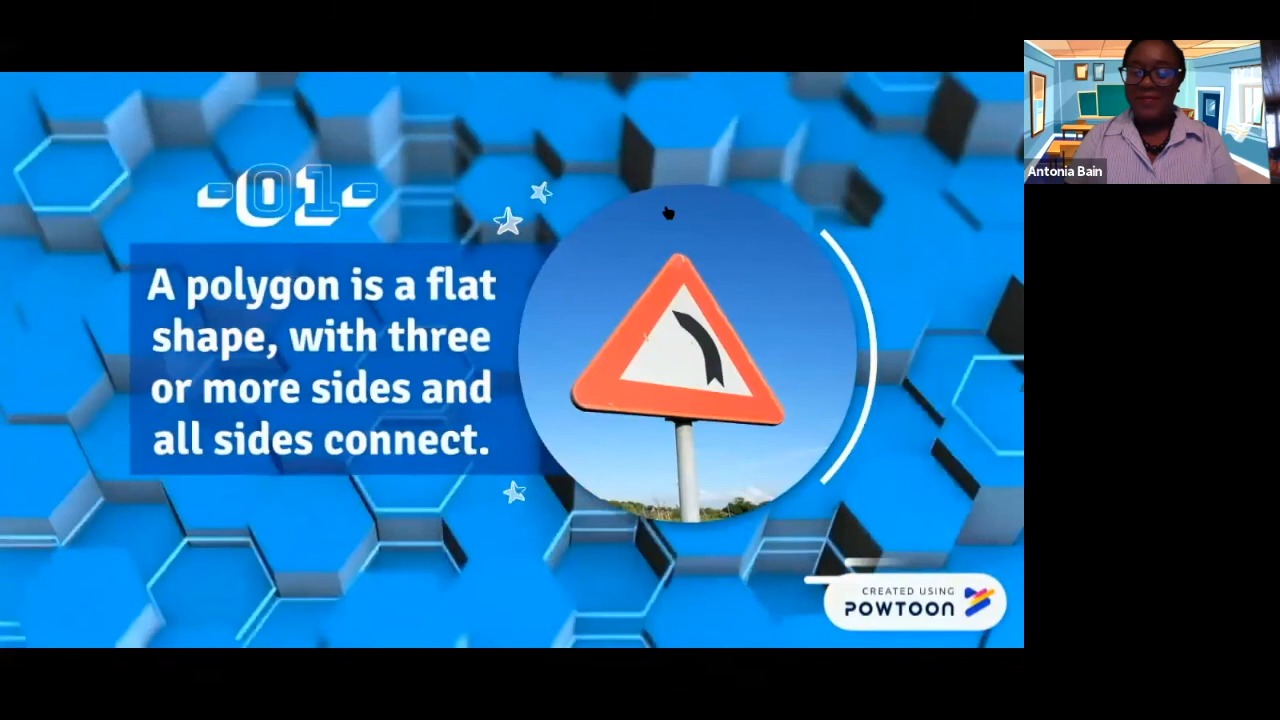 -01-
A polygon is a flat
shape, with three
or more sides and
all sides connect.
CREATED USING
POWTOON
Antonia Bain